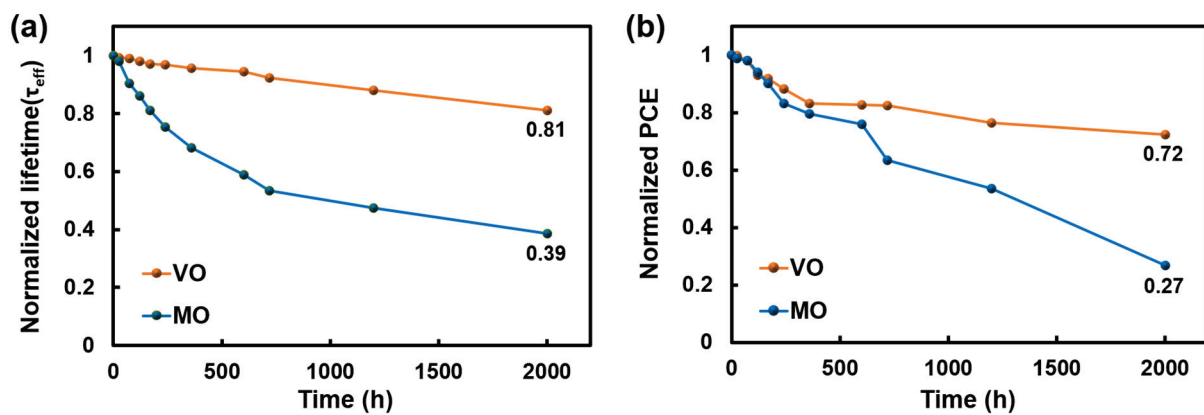 (a)
Normalized lifetime(τeff)
1
0.8
0.6
0.4
0.2
0
0.81
0.39
VO
MO
0 500 1000 1500 2000
Time (h)
(b)
Normalized PCE
1
0.8
0.6
0.4
0.2
0
0.72
0.27
VO
MO
0 500 1000 1500 2000
Time (h)